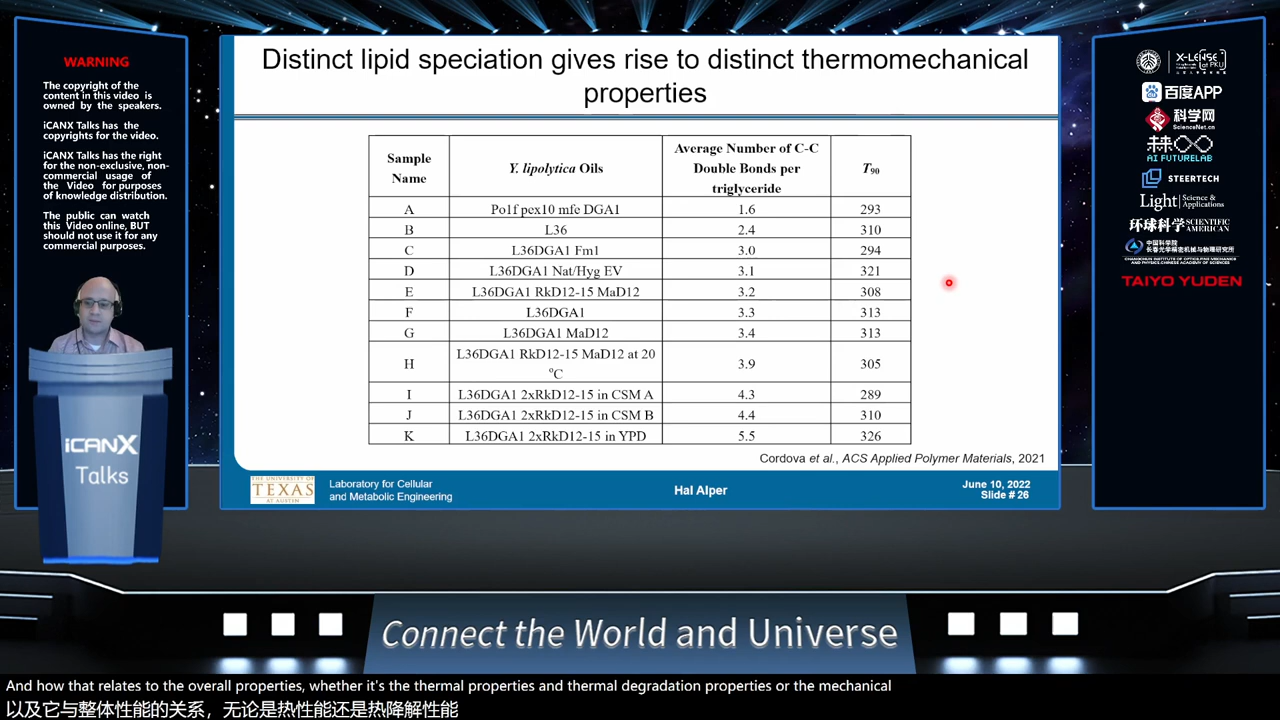 WARNING
The copyright of the
content in this video is
owned by the speakers.
iCANX Talks has the
copyrights for the video.
iCANX Talks has the right
for the non-exclusive, non-
commercial usage of
the Video for purposes
of knowledge distribution.
The public can watch
this Video online, BUT
should not use it for any
commercial purposes.
iCANX
Talks
Distinct lipid speciation gives rise to distinct thermomechanical
properties
Sample Name | Y. lipolytica Oils | Average Number of C-C Double Bonds per triglyceride | T90
A | Po1f pex10 mfe DGA1 | 1.6 | 293
B | L36 | 2.4 | 310
C | L36DGA1 Fm1 | 3.0 | 294
D | L36DGA1 Nat/Hyg EV | 3.1 | 321
E | L36DGA1 RkD12-15 MaD12 | 3.2 | 308
F | L36DGA1 | 3.3 | 313
G | L36DGA1 MaD12 | 3.4 | 313
H | L36DGA1 RkD12-15 MaD12 at 20 °C | 3.9 | 305
I | L36DGA1 2xRkD12-15 in CSM A | 4.3 | 289
J | L36DGA1 2xRkD12-15 in CSM B | 4.4 | 310
K | L36DGA1 2xRkD12-15 in YPD | 5.5 | 326
Cordova et al., ACS Applied Polymer Materials, 2021
THE UNIVERSITY OF
TEXAS
AT AUSTIN
Laboratory for Cellular
and Metabolic Engineering
Hal Alper
June 10, 2022
Slide # 26
X-LENSE
at PKU
百度APP
科学网
ScienceNet.cn
AI FUTURELAB
STEERTECH
Light Science & Applications
环球科学 SCIENTIFIC AMERICAN
中国科学院
长春光学精密机械与物理研究所
CHANGCHUN INSTITUTE OF OPTICS, FINE MECHANICS
AND PHYSICS, CHINESE ACADEMY OF SCIENCES
TAIYO YUDEN
Connect the World and Universe
And how that relates to the overall properties, whether it's the thermal properties and thermal degradation properties or the mechanical
以及它与整体性能的关系，无论是热性能还是热降解性能